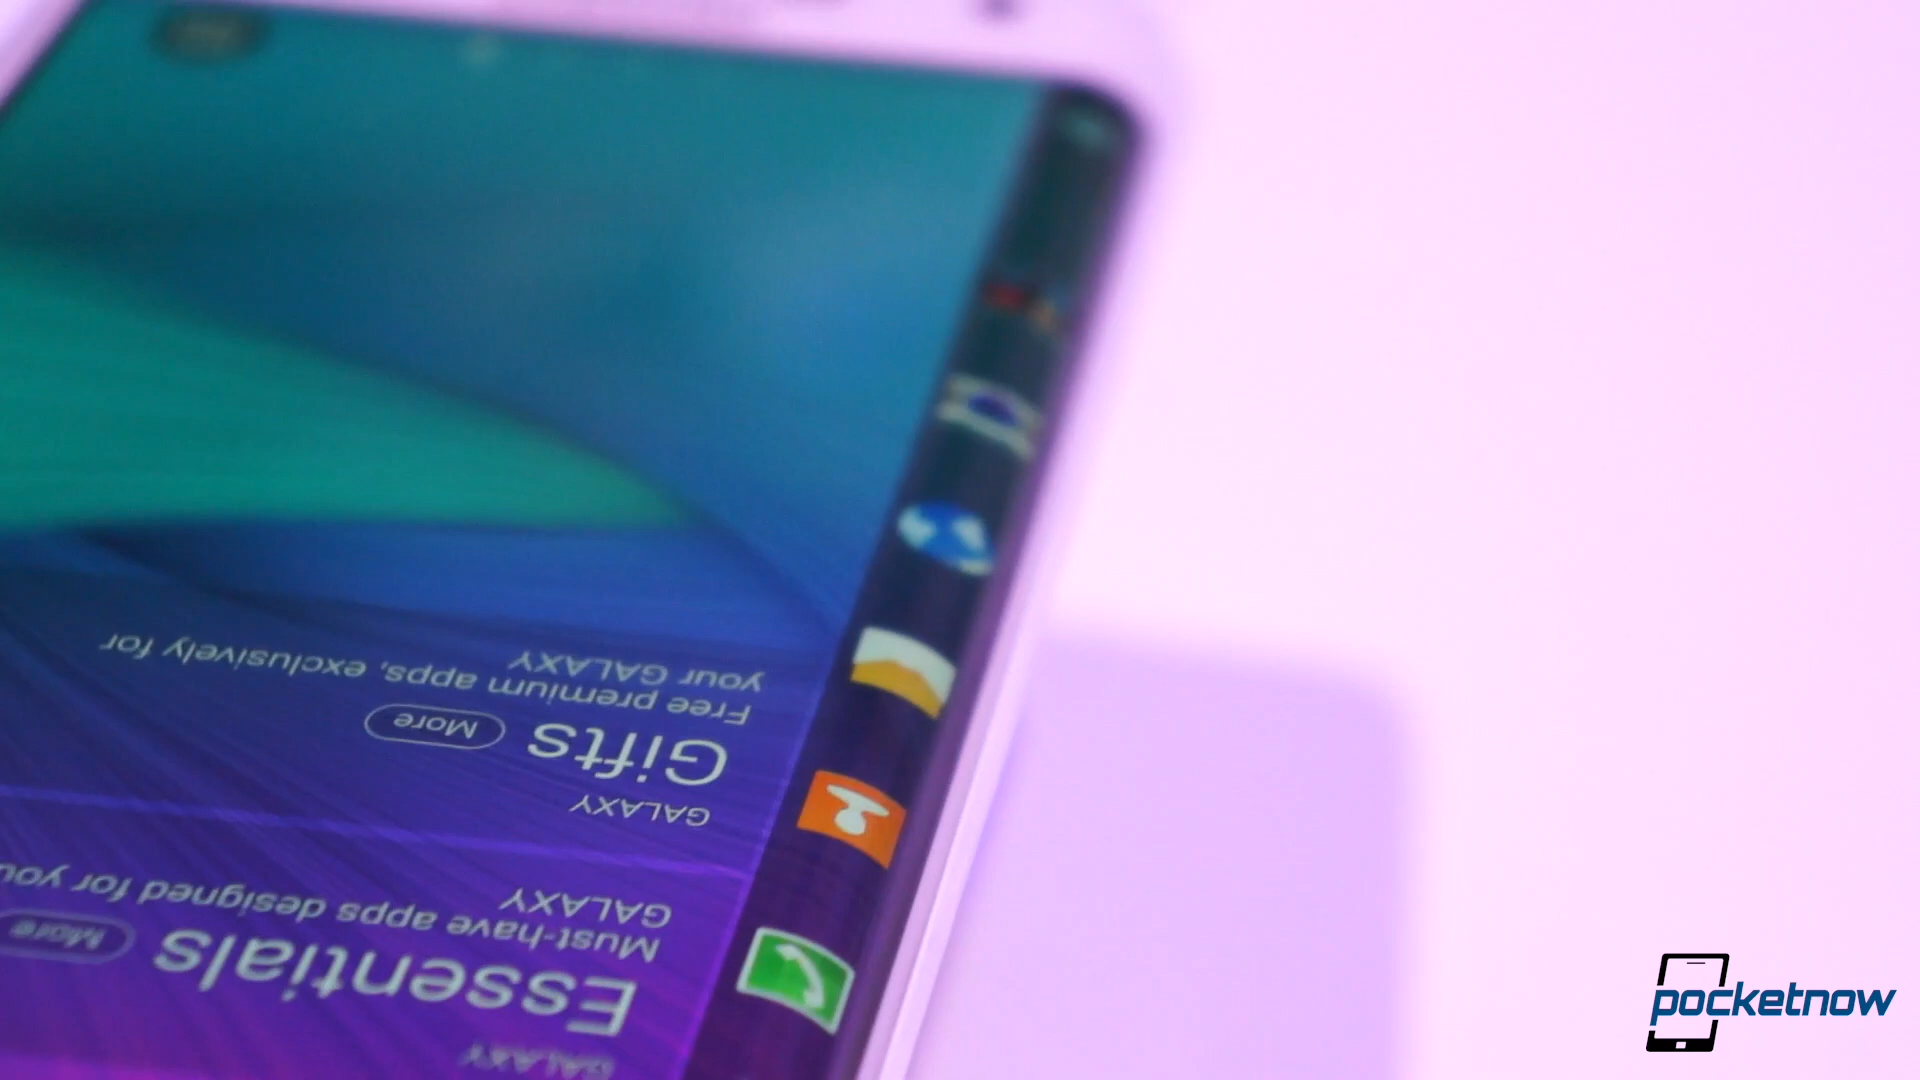 GALAXY
Essentials
More
Must-have apps designed for you
GALAXY
GALAXY
Gifts
More
Free premium apps, exclusively for
your GALAXY
pocketnow